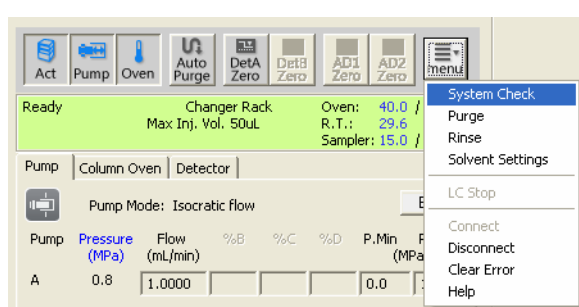 Act
Pump
Oven
Auto
Purge
DetA
Zero
DetB
Zero
AD1
Zero
AD2
Zero
menu
Ready
Changer Rack
Max Inj. Vol. 50uL
Oven: 40.0 /
R.T.: 29.6
Sampler: 15.0 /
System Check
Purge
Rinse
Solvent Settings
LC Stop
Connect
Disconnect
Clear Error
Help
Pump
Column Oven
Detector
Pump Mode: Isocratic flow
Pump Pressure Flow %B %C %D P.Min
(MPa) (mL/min)
A 0.8 1.0000 0.0